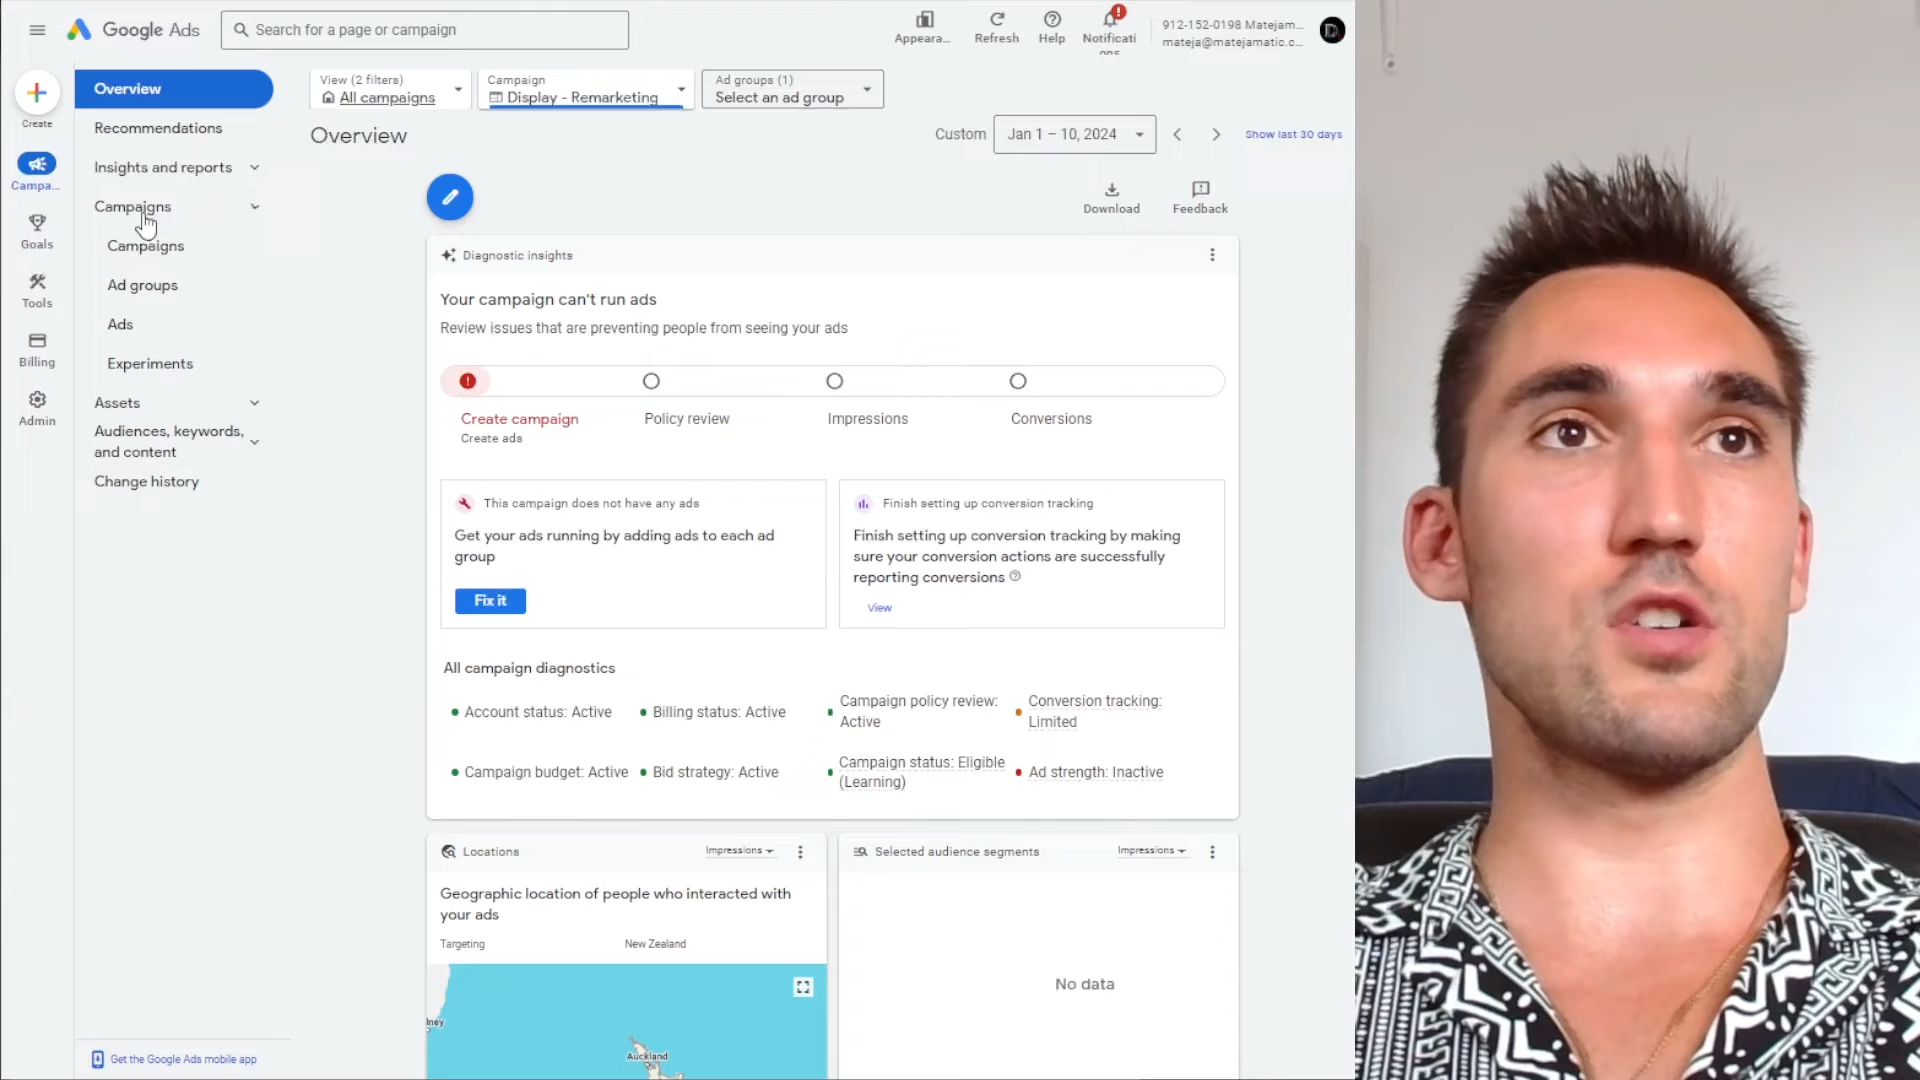 Google Ads
Search for a page or campaign
Appeara...
Refresh
Help
Notificati
ons
912-152-0198 Matejam...
mateja@matejamatic.c...
Create
Campa...
Goals
Tools
Billing
Admin
Overview
Recommendations
Insights and reports
Campaigns
Campaigns
Ad groups
Ads
Experiments
Assets
Audiences, keywords,
and content
Change history
Get the Google Ads mobile app
View (2 filters)
All campaigns
Campaign
Display - Remarketing
Ad groups (1)
Select an ad group
Overview
Custom
Jan 1 – 10, 2024
Show last 30 days
Download
Feedback
Diagnostic insights
Your campaign can't run ads
Review issues that are preventing people from seeing your ads
Create campaign
Create ads
Policy review
Impressions
Conversions
This campaign does not have any ads
Get your ads running by adding ads to each ad
group
Fix it
Finish setting up conversion tracking
Finish setting up conversion tracking by making
sure your conversion actions are successfully
reporting conversions
View
All campaign diagnostics
Account status: Active
Billing status: Active
Campaign policy review:
Active
Conversion tracking:
Limited
Campaign budget: Active
Bid strategy: Active
Campaign status: Eligible
(Learning)
Ad strength: Inactive
Locations
Impressions
Geographic location of people who interacted with
your ads
Targeting
New Zealand
lney
Auckland
Selected audience segments
Impressions
No data